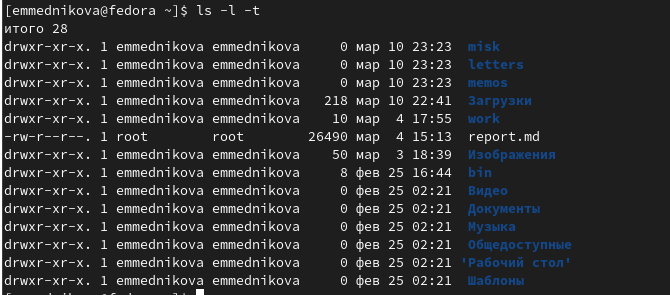 [emmednikova@fedora ~]$ ls -l -t
итого 28
drwxr-xr-x. 1 emmednikova emmednikova     0 мар 10 23:23  misk
drwxr-xr-x. 1 emmednikova emmednikova     0 мар 10 23:23  letters
drwxr-xr-x. 1 emmednikova emmednikova     0 мар 10 23:23  memos
drwxr-xr-x. 1 emmednikova emmednikova   218 мар 10 22:41  Загрузки
drwxr-xr-x. 1 emmednikova emmednikova    10 мар  4 17:55  work
-rw-r--r--. 1 root        root        26490 мар  4 15:13  report.md
drwxr-xr-x. 1 emmednikova emmednikova    50 мар  3 18:39  Изображения
drwxr-xr-x. 1 emmednikova emmednikova     8 фев 25 16:44  bin
drwxr-xr-x. 1 emmednikova emmednikova     0 фев 25 02:21  Видео
drwxr-xr-x. 1 emmednikova emmednikova     0 фев 25 02:21  Документы
drwxr-xr-x. 1 emmednikova emmednikova     0 фев 25 02:21  Музыка
drwxr-xr-x. 1 emmednikova emmednikova     0 фев 25 02:21  Общедоступные
drwxr-xr-x. 1 emmednikova emmednikova     0 фев 25 02:21 'Рабочий стол'
drwxr-xr-x. 1 emmednikova emmednikova     0 фев 25 02:21  Шаблоны